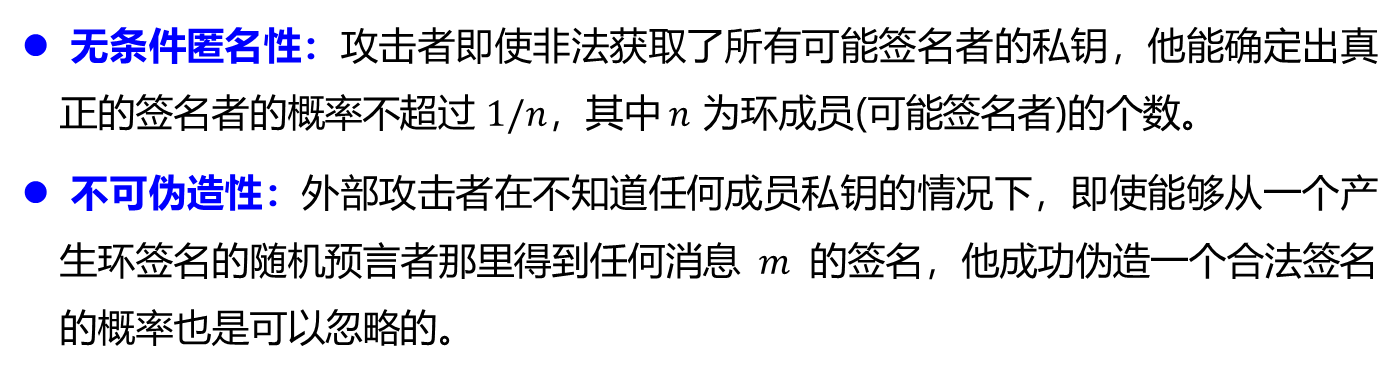 ● 无条件匿名性：攻击者即使非法获取了所有可能签名者的私钥，他能确定出真
正的签名者的概率不超过 1/n，其中 n 为环成员(可能签名者)的个数。
● 不可伪造性：外部攻击者在不知道任何成员私钥的情况下，即使能够从一个产
生环签名的随机预言者那里得到任何消息 m 的签名，他成功伪造一个合法签名
的概率也是可以忽略的。